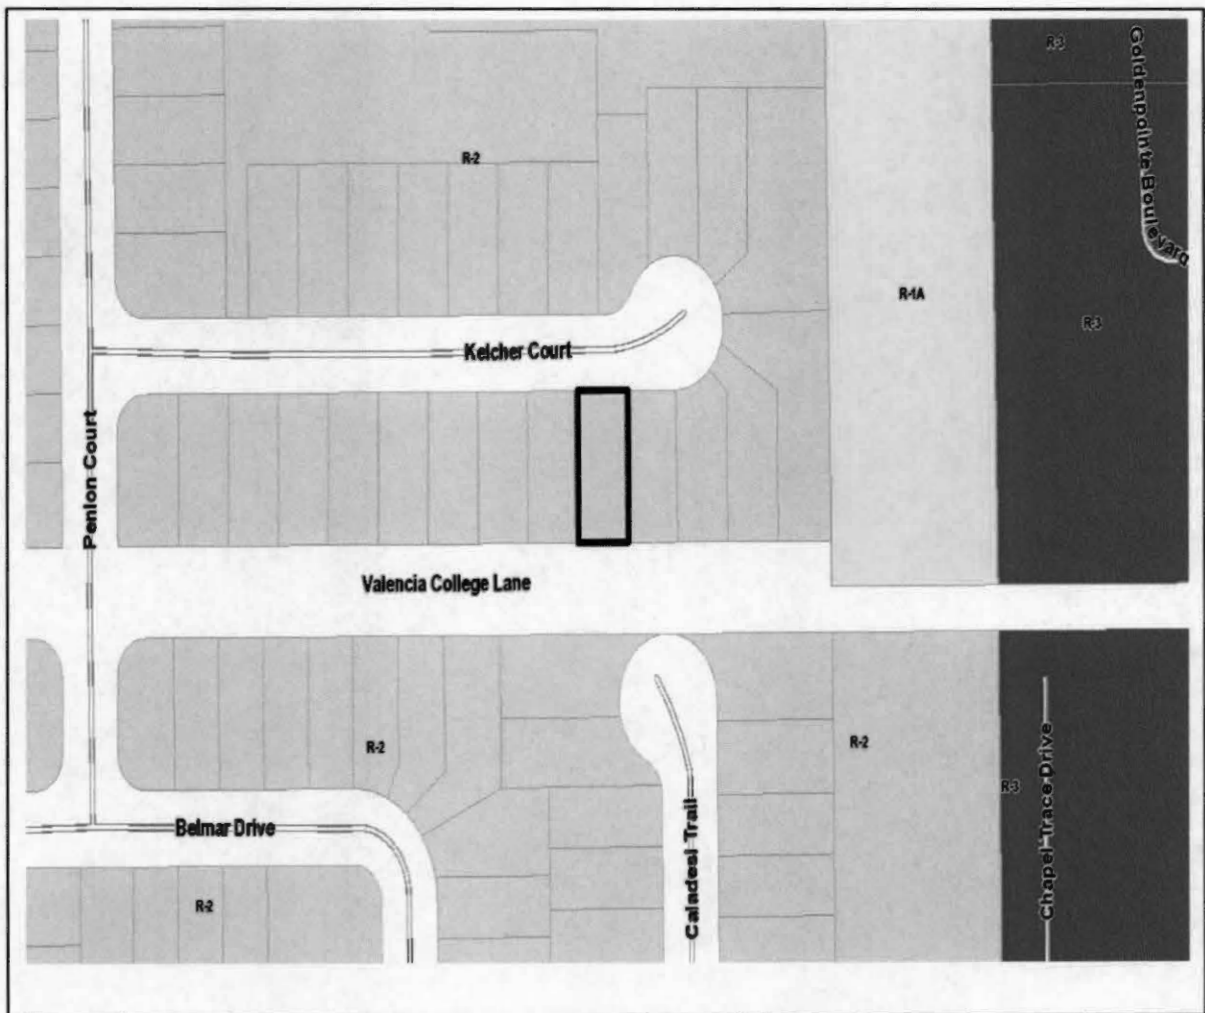 R-3
Goldenpointe Boulevard
R-2
R-1A
R-3
Kelcher Court
Penlon Court
Valencia College Lane
R-2
R-2
R-3
Chapel Trace Drive
Caladesi Trail
Belmar Drive
R-2